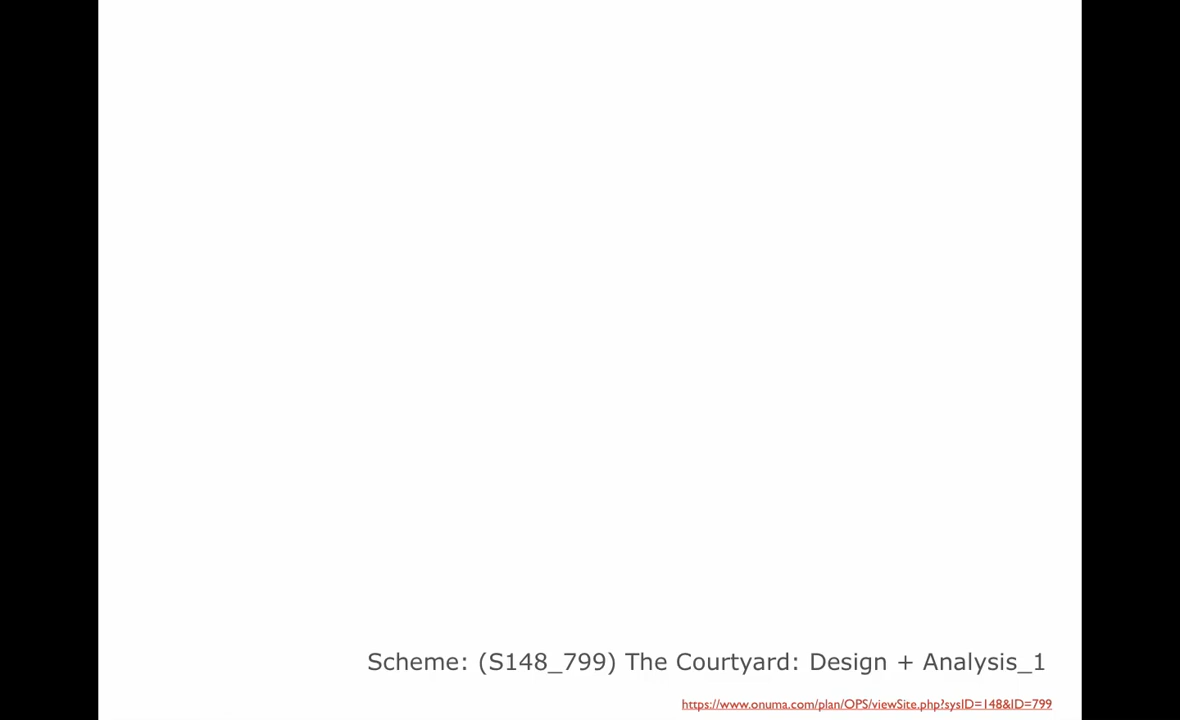 Scheme: (S148_799) The Courtyard: Design + Analysis_1
https://www.onuma.com/plan/OPS/viewSite.php?sysID=148&ID=799